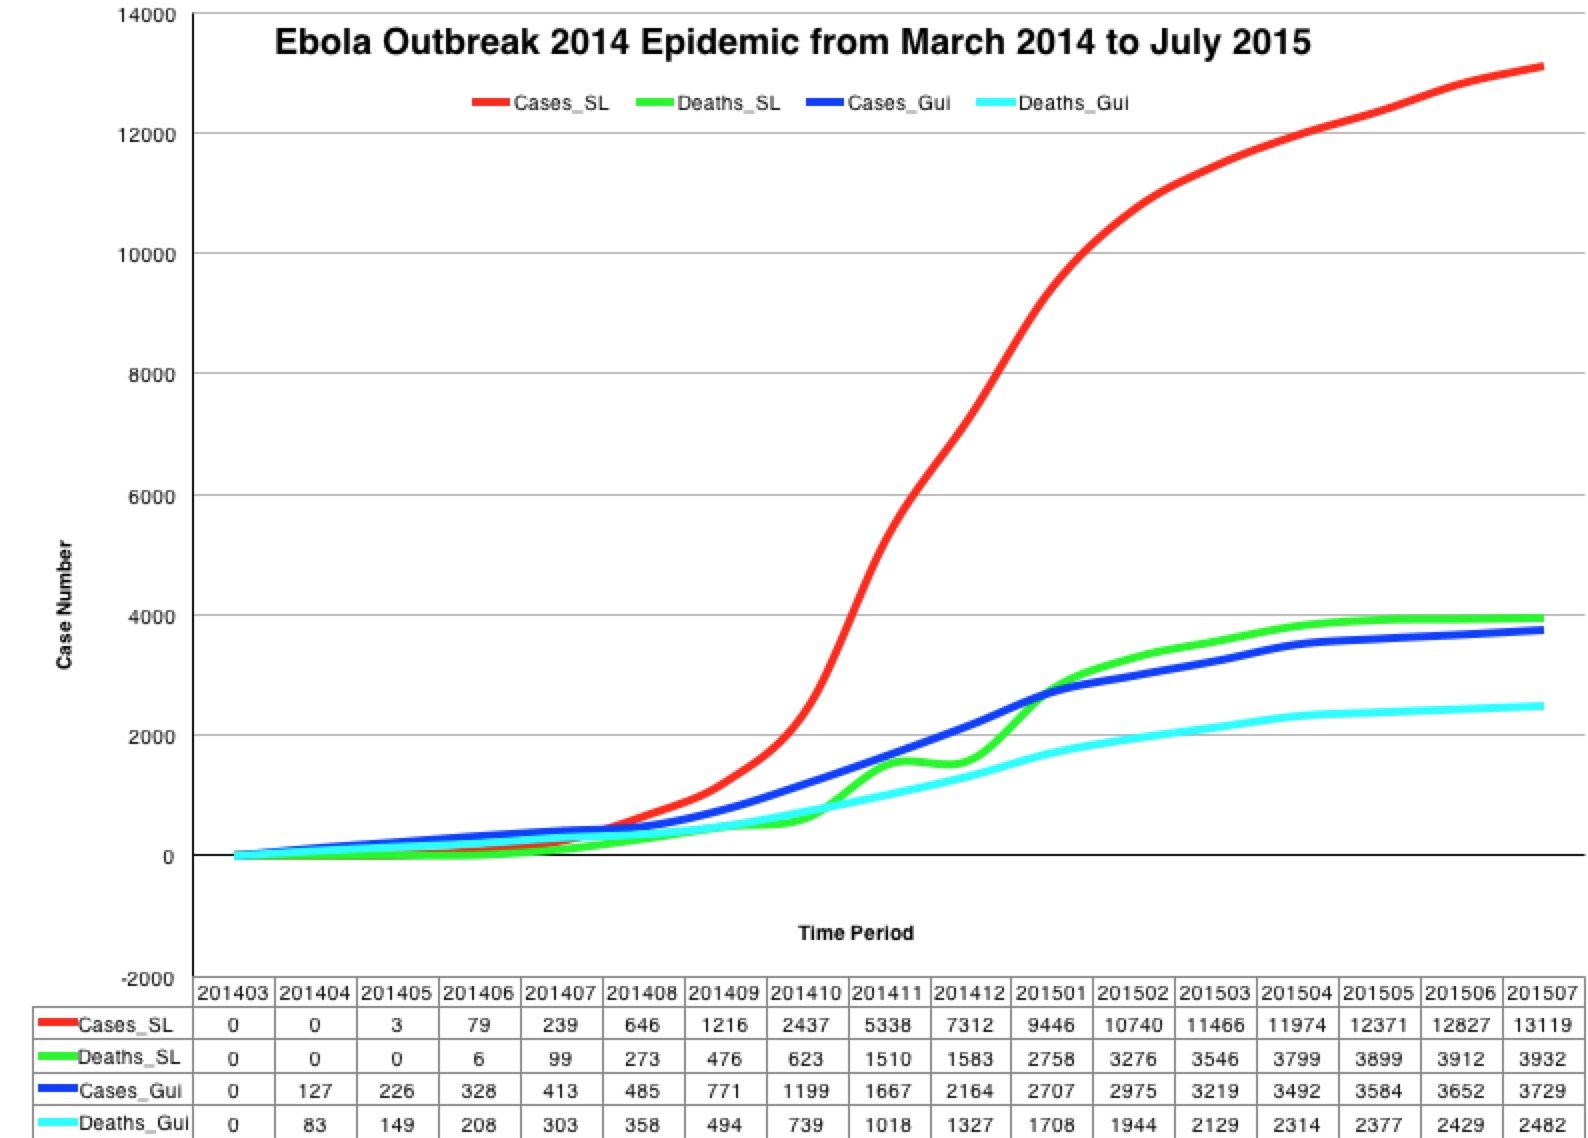 Ebola Outbreak 2014 Epidemic from March 2014 to July 2015
Cases_SL Deaths_SL Cases_Gui Deaths_Gui
14000
12000
10000
8000
6000
4000
2000
0
-2000
Case Number
Time Period
201403 201404 201405 201406 201407 201408 201409 201410 201411 201412 201501 201502 201503 201504 201505 201506 201507
Cases_SL 0 0 3 79 239 646 1216 2437 5338 7312 9446 10740 11466 11974 12371 12827 13119
Deaths_SL 0 0 0 6 99 273 476 623 1510 1583 2758 3276 3546 3799 3899 3912 3932
Cases_Gui 0 127 226 328 413 485 771 1199 1667 2164 2707 2975 3219 3492 3584 3652 3729
Deaths_Gui 0 83 149 208 303 358 494 739 1018 1327 1708 1944 2129 2314 2377 2429 2482